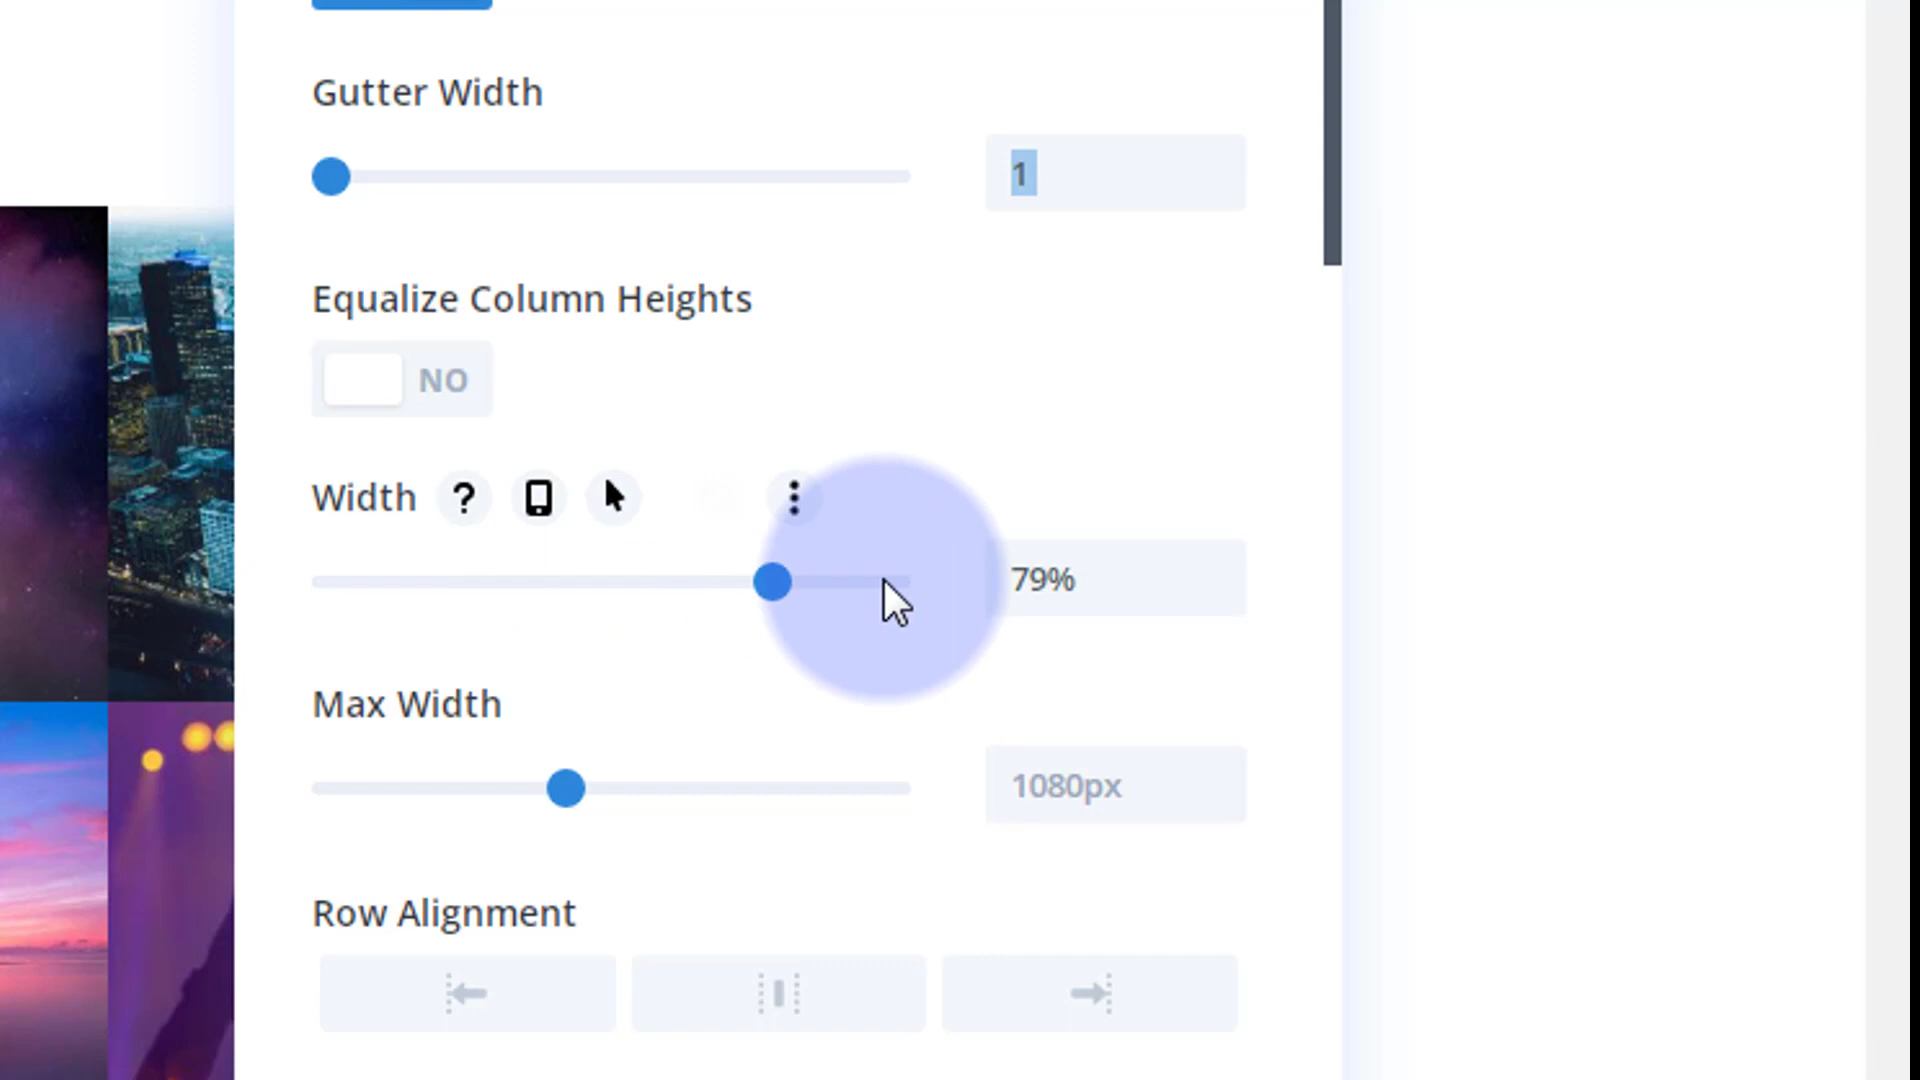 Gutter Width
1
Equalize Column Heights
NO
Width ?
79%
Max Width
1080px
Row Alignment